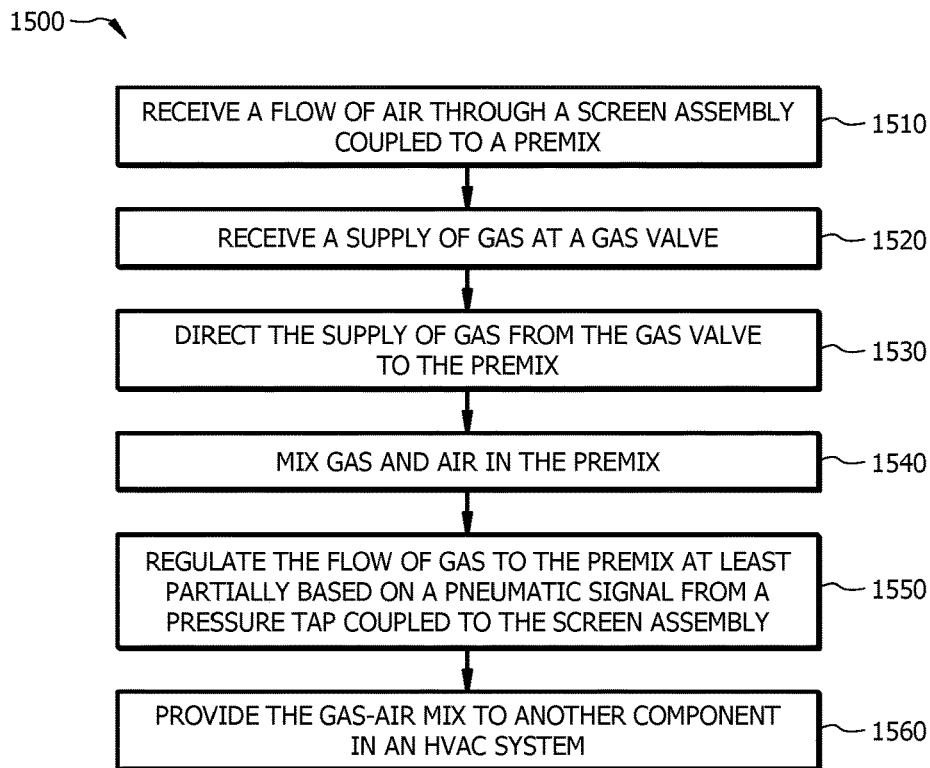 1500
RECEIVE A FLOW OF AIR THROUGH A SCREEN ASSEMBLY
COUPLED TO A PREMIX
1510
RECEIVE A SUPPLY OF GAS AT A GAS VALVE
1520
DIRECT THE SUPPLY OF GAS FROM THE GAS VALVE
TO THE PREMIX
1530
MIX GAS AND AIR IN THE PREMIX
1540
REGULATE THE FLOW OF GAS TO THE PREMIX AT LEAST
PARTIALLY BASED ON A PNEUMATIC SIGNAL FROM A
PRESSURE TAP COUPLED TO THE SCREEN ASSEMBLY
1550
PROVIDE THE GAS-AIR MIX TO ANOTHER COMPONENT
IN AN HVAC SYSTEM
1560